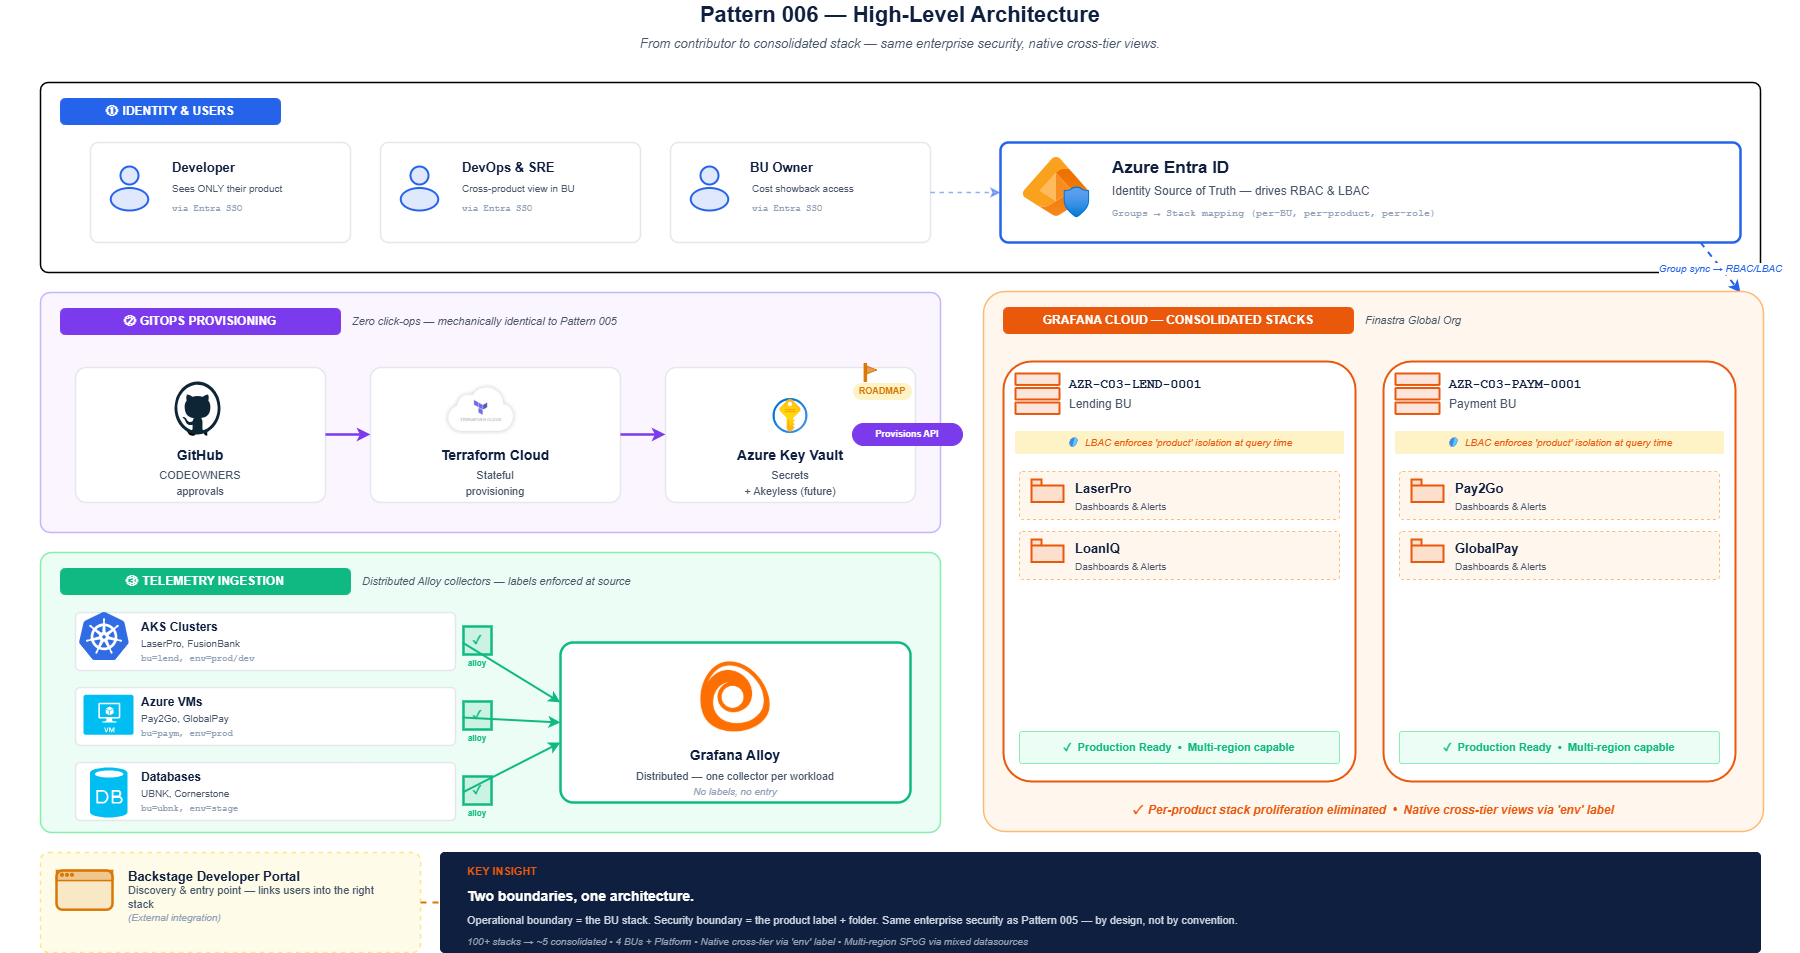 Pattern 006 — High-Level Architecture
From contributor to consolidated stack — same enterprise security, native cross-tier views.
① IDENTITY & USERS
Developer
Sees ONLY their product
via Entra SSO
DevOps & SRE
Cross-product view in BU
via Entra SSO
BU Owner
Cost showback access
via Entra SSO
Azure Entra ID
Identity Source of Truth — drives RBAC & LBAC
Groups → Stack mapping (per-BU, per-product, per-role)
Group sync → RBAC/LBAC
② GITOPS PROVISIONING
Zero click-ops — mechanically identical to Pattern 005
GitHub
CODEOWNERS
approvals
TERRAFORM CLOUD
Terraform Cloud
Stateful
provisioning
ROADMAP
Azure Key Vault
Secrets
+ Akeyless (future)
Provisions API
GRAFANA CLOUD — CONSOLIDATED STACKS
Finastra Global Org
AZR-C03-LEND-0001
Lending BU
LBAC enforces 'product' isolation at query time
LaserPro
Dashboards & Alerts
LoanIQ
Dashboards & Alerts
✓ Production Ready • Multi-region capable
AZR-C03-PAYM-0001
Payment BU
LBAC enforces 'product' isolation at query time
Pay2Go
Dashboards & Alerts
GlobalPay
Dashboards & Alerts
✓ Production Ready • Multi-region capable
✓ Per-product stack proliferation eliminated • Native cross-tier views via 'env' label
③ TELEMETRY INGESTION
Distributed Alloy collectors — labels enforced at source
AKS Clusters
LaserPro, FusionBank
bu=lend, env=prod/dev
alloy
VM
Azure VMs
Pay2Go, GlobalPay
bu=paym, env=prod
alloy
DB
Databases
UBNK, Cornerstone
bu=ubnk, env=stage
alloy
Grafana Alloy
Distributed — one collector per workload
No labels, no entry
Backstage Developer Portal
Discovery & entry point — links users into the right
stack
(External integration)
KEY INSIGHT
Two boundaries, one architecture.
Operational boundary = the BU stack. Security boundary = the product label + folder. Same enterprise security as Pattern 005 — by design, not by convention.
100+ stacks → ~5 consolidated • 4 BUs + Platform • Native cross-tier via 'env' label • Multi-region SPoG via mixed datasources